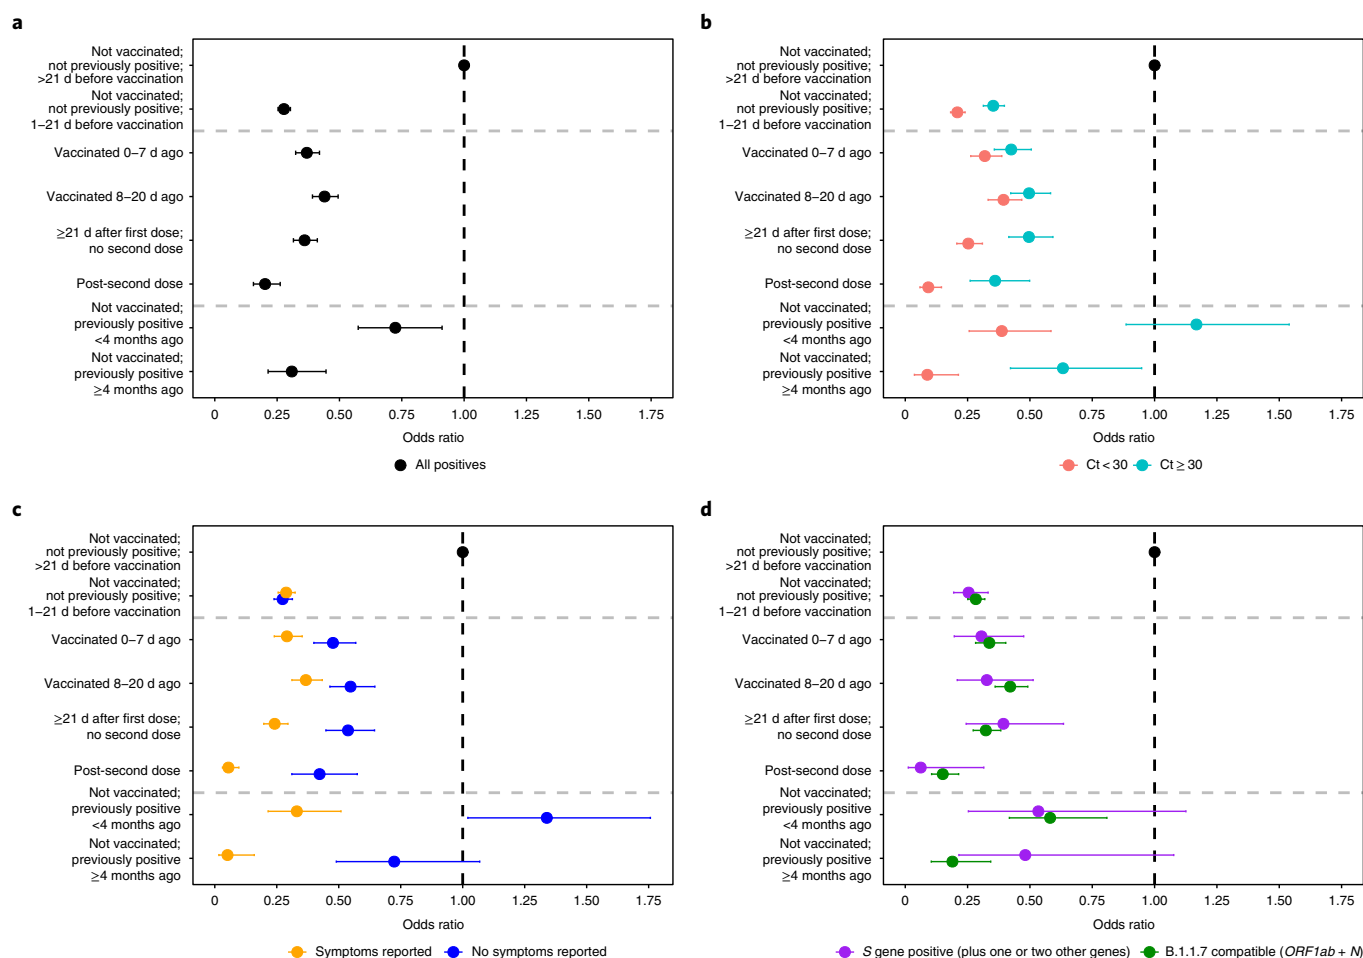 a
Not vaccinated;
not previously positive;
>21 d before vaccination
Not vaccinated;
not previously positive;
1–21 d before vaccination
Vaccinated 0–7 d ago
Vaccinated 8–20 d ago
≥21 d after first dose;
no second dose
Post-second dose
Not vaccinated;
previously positive
<4 months ago
Not vaccinated;
previously positive
≥4 months ago
0 0.25 0.50 0.75 1.00 1.25 1.50 1.75
Odds ratio
All positives
b
Not vaccinated;
not previously positive;
>21 d before vaccination
Not vaccinated;
not previously positive;
1–21 d before vaccination
Vaccinated 0–7 d ago
Vaccinated 8–20 d ago
≥21 d after first dose;
no second dose
Post-second dose
Not vaccinated;
previously positive
<4 months ago
Not vaccinated;
previously positive
≥4 months ago
0 0.25 0.50 0.75 1.00 1.25 1.50 1.75
Odds ratio
Ct < 30 Ct ≥ 30
c
Not vaccinated;
not previously positive;
>21 d before vaccination
Not vaccinated;
not previously positive;
1–21 d before vaccination
Vaccinated 0–7 d ago
Vaccinated 8–20 d ago
≥21 d after first dose;
no second dose
Post-second dose
Not vaccinated;
previously positive
<4 months ago
Not vaccinated;
previously positive
≥4 months ago
0 0.25 0.50 0.75 1.00 1.25 1.50 1.75
Odds ratio
Symptoms reported No symptoms reported
d
Not vaccinated;
not previously positive;
>21 d before vaccination
Not vaccinated;
not previously positive;
1–21 d before vaccination
Vaccinated 0–7 d ago
Vaccinated 8–20 d ago
≥21 d after first dose;
no second dose
Post-second dose
Not vaccinated;
previously positive
<4 months ago
Not vaccinated;
previously positive
≥4 months ago
0 0.25 0.50 0.75 1.00 1.25 1.50 1.75
Odds ratio
S gene positive (plus one or two other genes) B.1.1.7 compatible (ORF1ab + N)